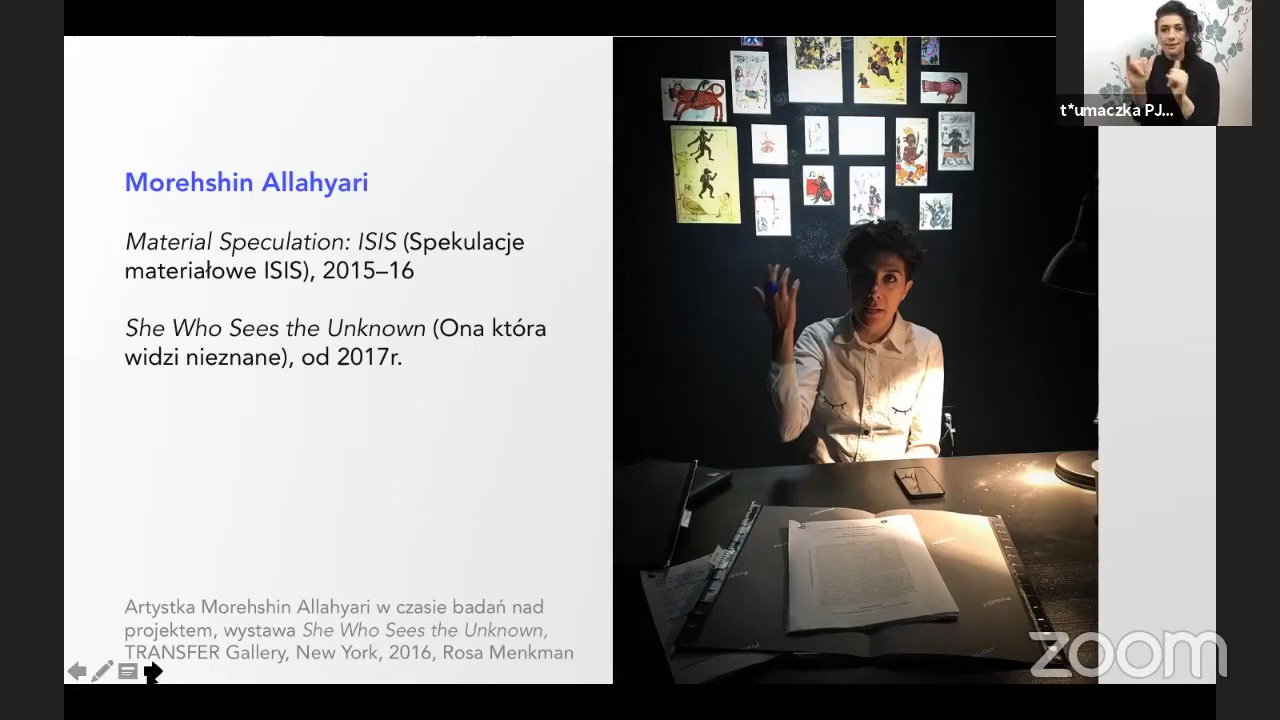 t*umaczka PJ...
Morehshin Allahyari
Material Speculation: ISIS (Spekulacje
materiałowe ISIS), 2015–16
She Who Sees the Unknown (Ona która
widzi nieznane), od 2017r.
Artystka Morehshin Allahyari w czasie badań nad
projektem, wystawa She Who Sees the Unknown,
TRANSFER Gallery, New York, 2016, Rosa Menkman
zoom